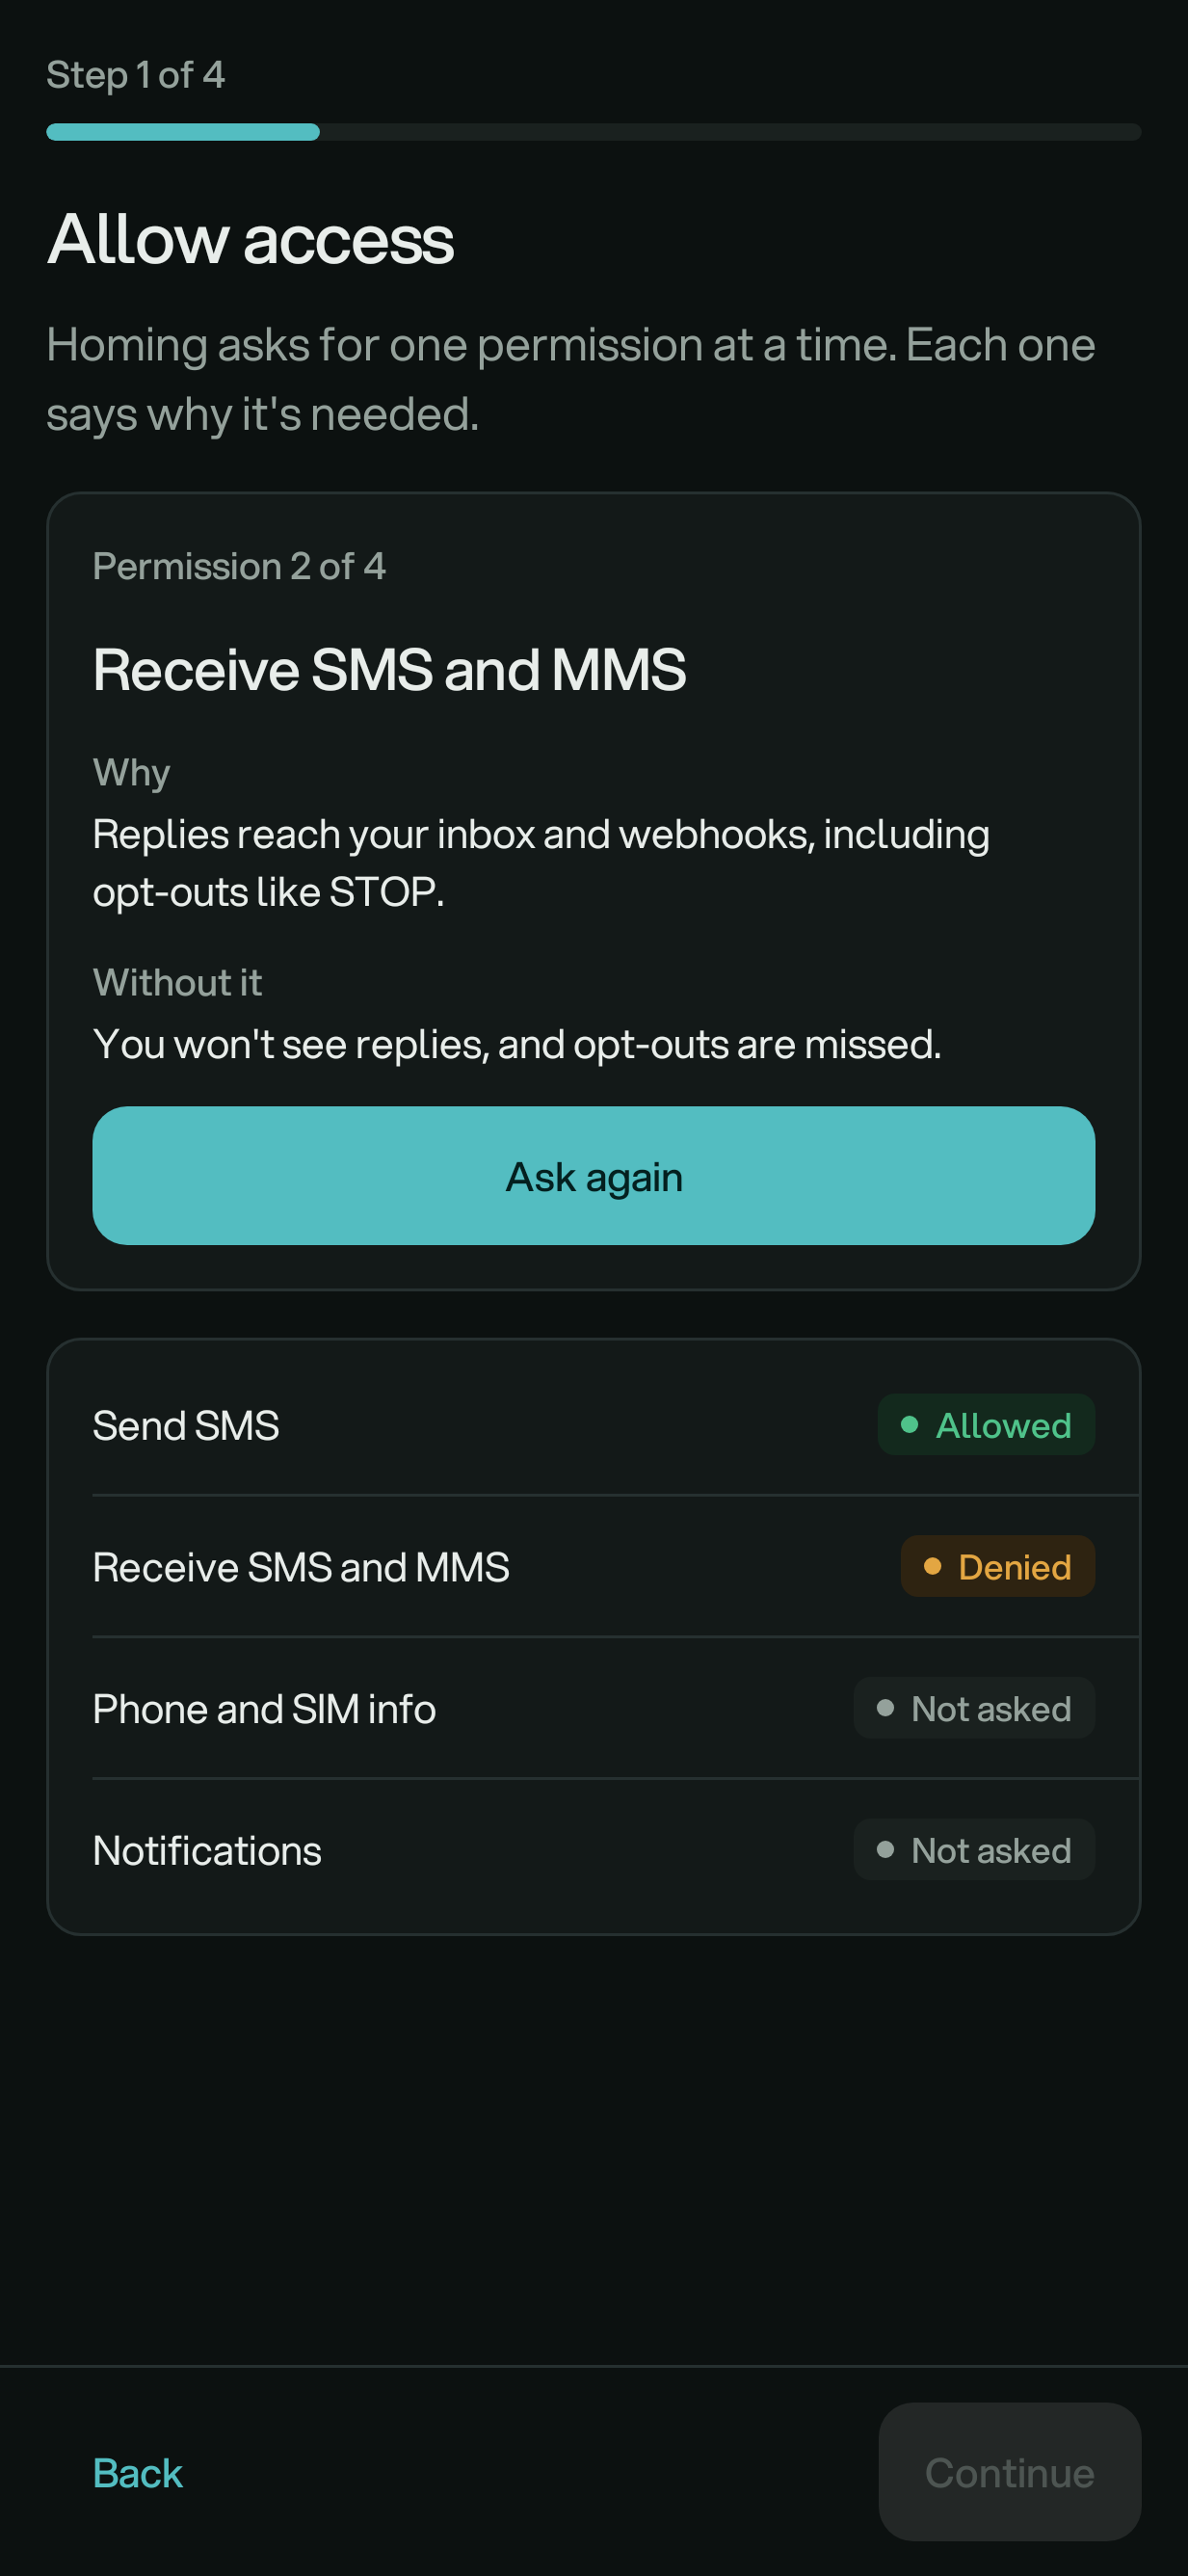 Step 1 of 4
Allow access
Homing asks for one permission at a time. Each one
says why it's needed.
Permission 2 of 4
Receive SMS and MMS
Why
Replies reach your inbox and webhooks, including
opt-outs like STOP.
Without it
You won't see replies, and opt-outs are missed.
Ask again
Send SMS
Allowed
Receive SMS and MMS
Denied
Phone and SIM info
Not asked
Notifications
Not asked
Back
Continue